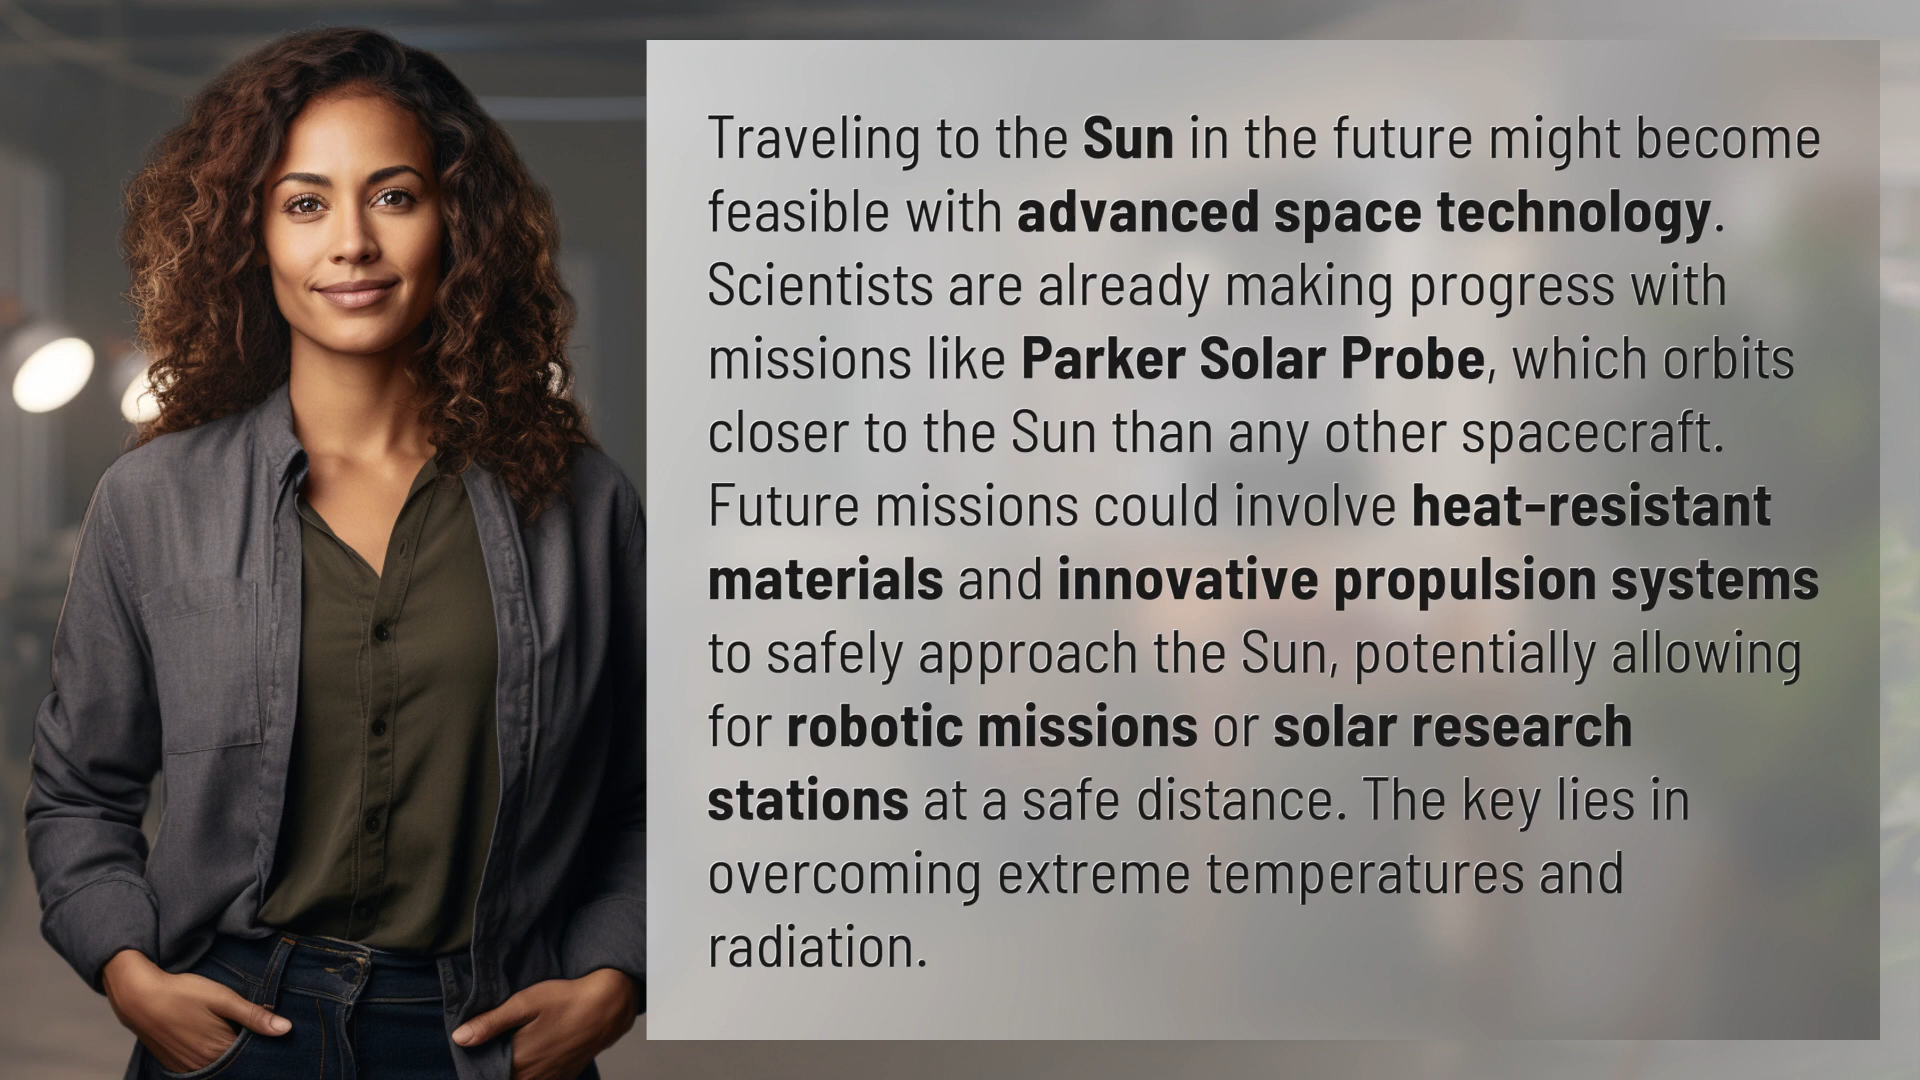 Traveling to the Sun in the future might become
feasible with advanced space technology.
Scientists are already making progress with
missions like Parker Solar Probe, which orbits
closer to the Sun than any other spacecraft.
Future missions could involve heat-resistant
materials and innovative propulsion systems
to safely approach the Sun, potentially allowing
for robotic missions or solar research
stations at a safe distance. The key lies in
overcoming extreme temperatures and
radiation.